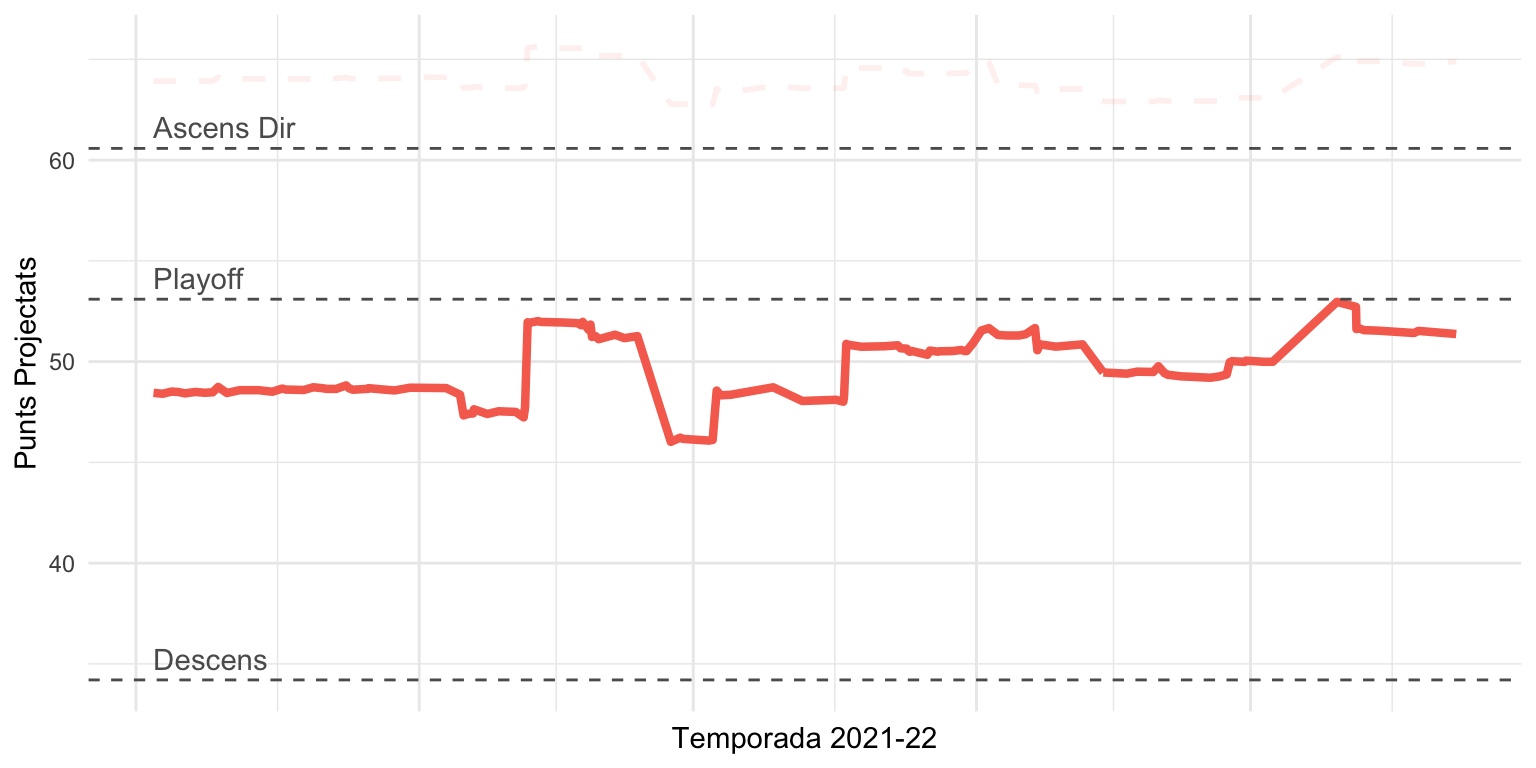 Ascens Dir
60
Playoff
50
40
Descens
Punts Projectats
Temporada 2021-22